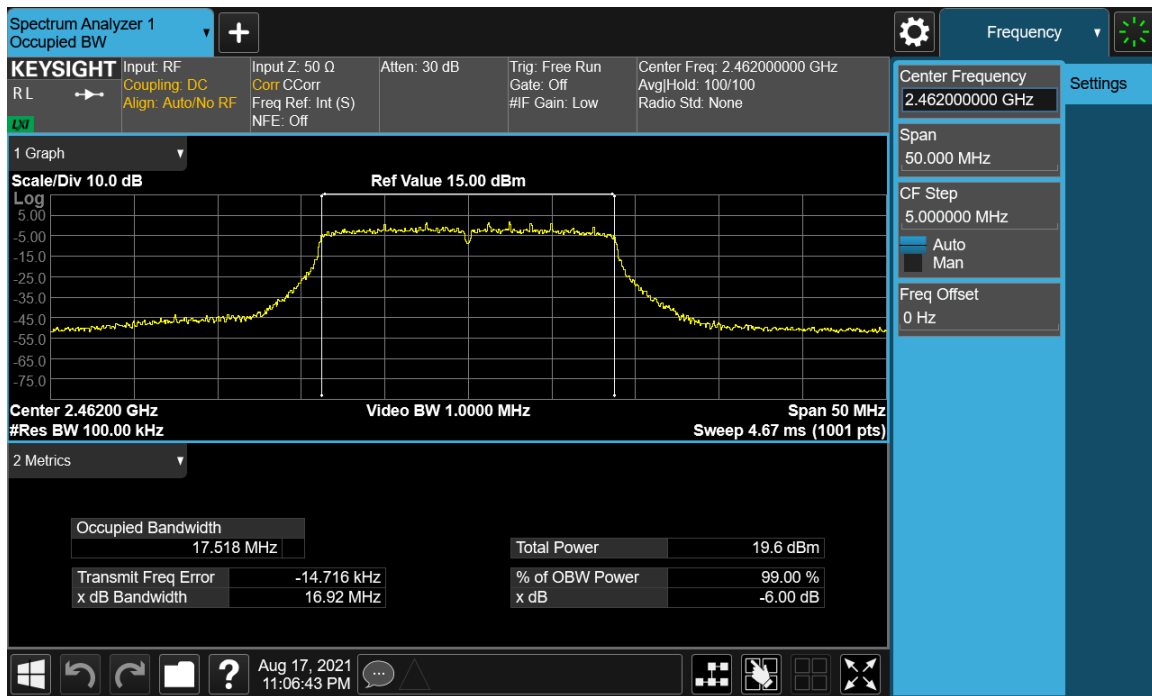 Spectrum Analyzer 1
Occupied BW
Frequency
KEYSIGHT
R L
LXI
Input: RF
Coupling: DC
Align: Auto/No RF
Input Z: 50 Ω
Corr CCorr
Freq Ref: Int (S)
NFE: Off
Atten: 30 dB
Trig: Free Run
Gate: Off
#IF Gain: Low
Center Freq: 2.462000000 GHz
Avg|Hold: 100/100
Radio Std: None
Center Frequency
2.462000000 GHz
Settings
Span
50.000 MHz
CF Step
5.000000 MHz
Auto
Man
Freq Offset
0 Hz
1 Graph
Scale/Div 10.0 dB
Ref Value 15.00 dBm
Log
5.00
-5.00
-15.0
-25.0
-35.0
-45.0
-55.0
-65.0
-75.0
Center 2.46200 GHz
Video BW 1.0000 MHz
Span 50 MHz
#Res BW 100.00 kHz
Sweep 4.67 ms (1001 pts)
2 Metrics
Occupied Bandwidth
17.518 MHz
Total Power 19.6 dBm
Transmit Freq Error -14.716 kHz
% of OBW Power 99.00 %
x dB Bandwidth 16.92 MHz
x dB -6.00 dB
?
Aug 17, 2021
11:06:43 PM